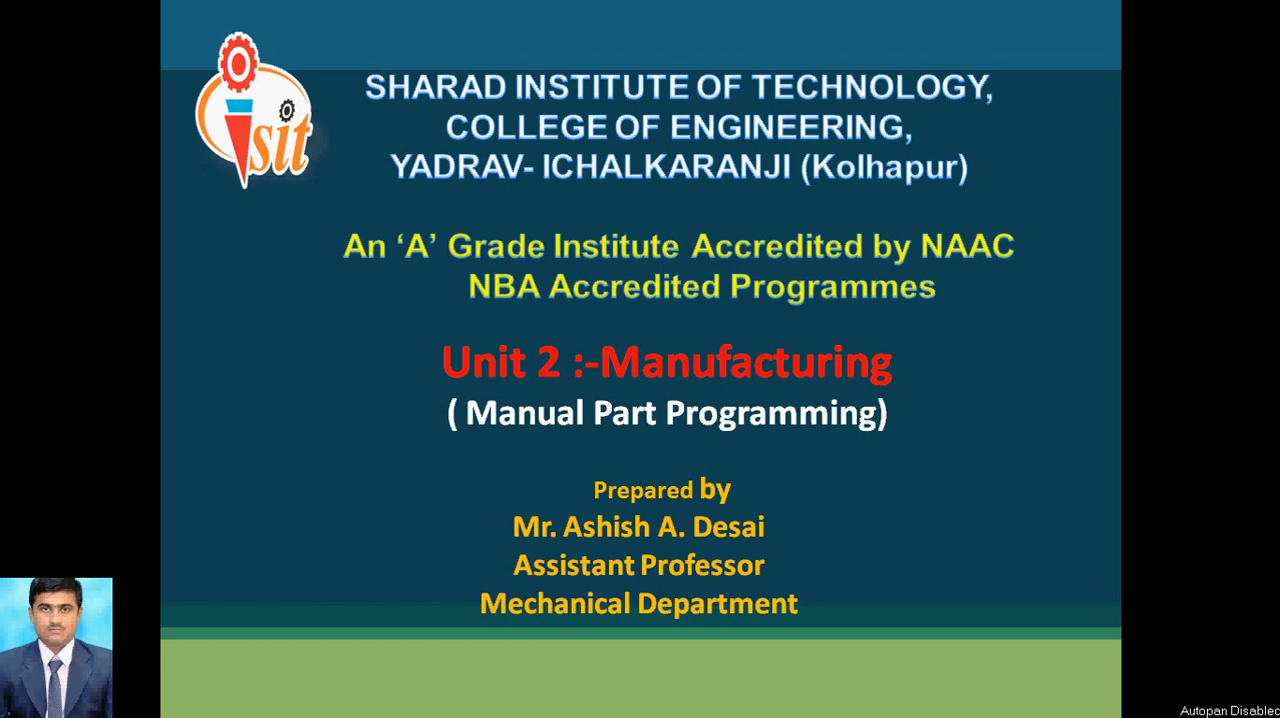 sit
SHARAD INSTITUTE OF TECHNOLOGY,
COLLEGE OF ENGINEERING,
YADRAV- ICHALKARANJI (Kolhapur)
An ‘A’ Grade Institute Accredited by NAAC
NBA Accredited Programmes
Unit 2 :-Manufacturing
( Manual Part Programming)
Prepared by
Mr. Ashish A. Desai
Assistant Professor
Mechanical Department
Autopan Disabled